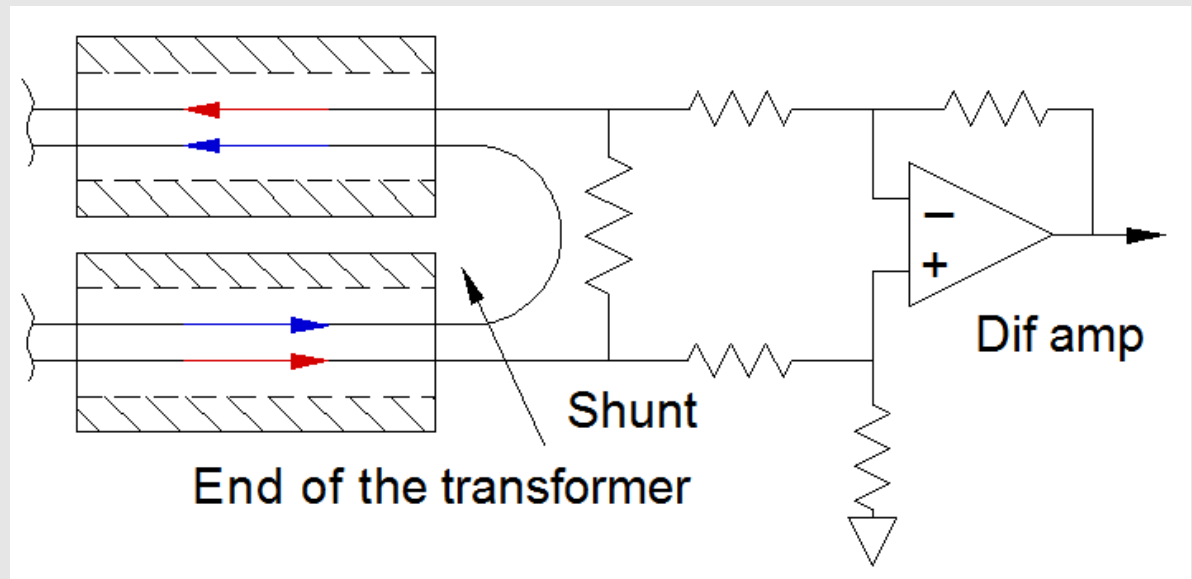 −
+
Dif amp
Shunt
End of the transformer